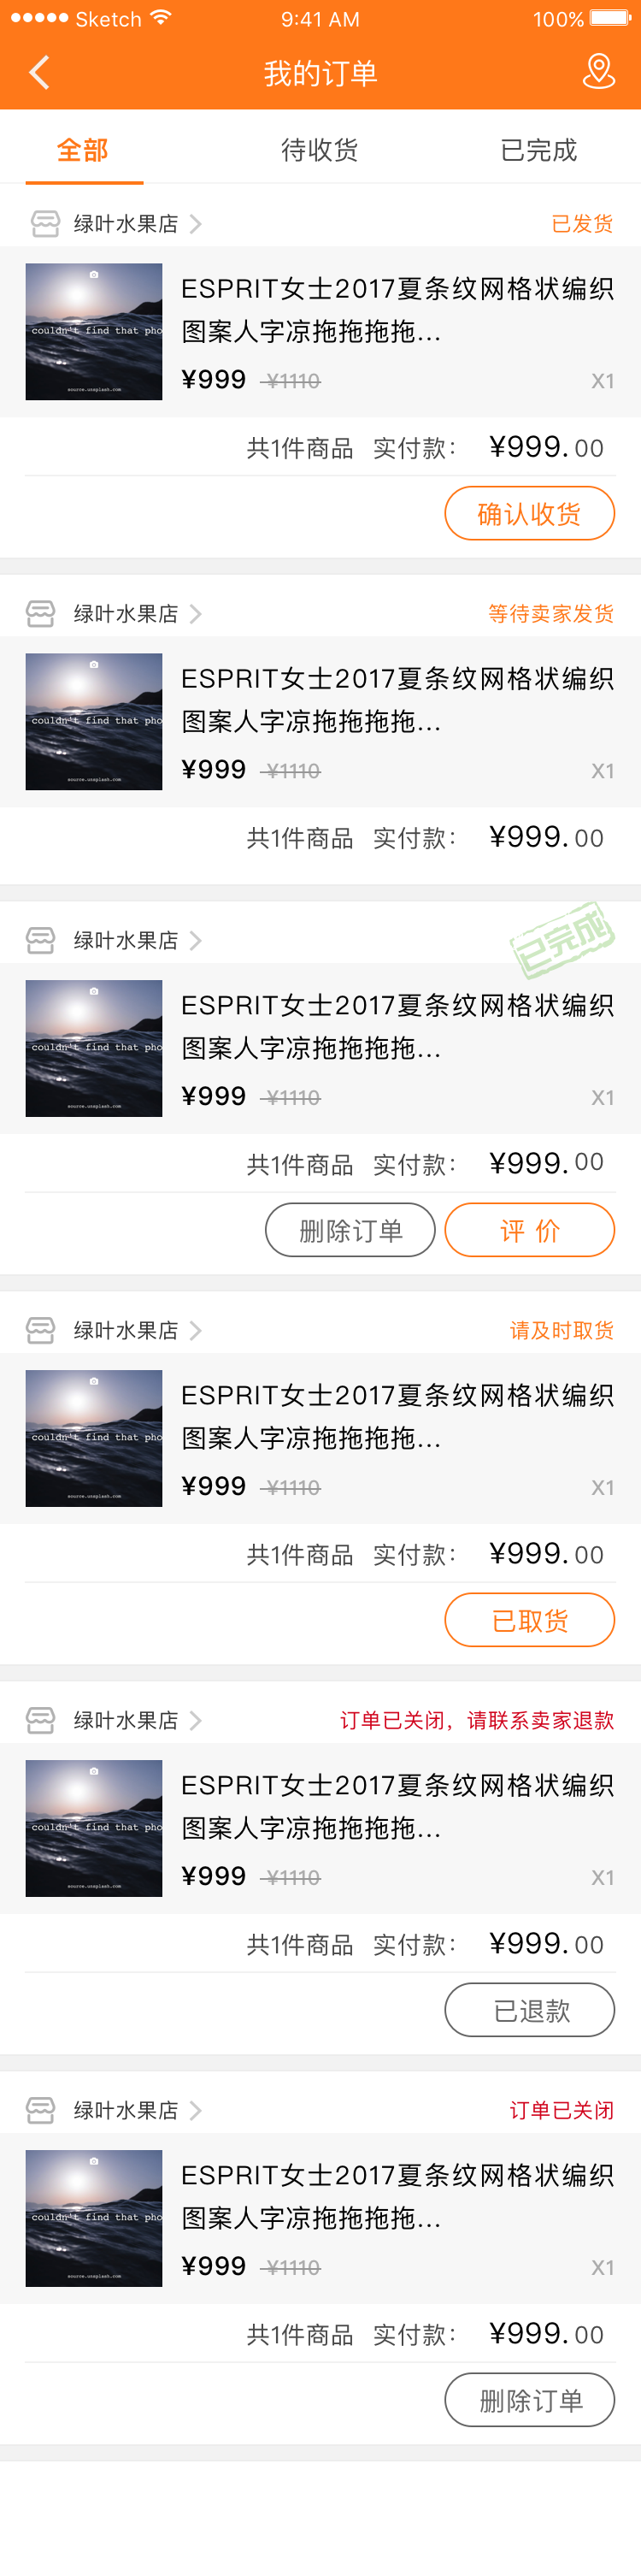 Sketch 9:41 AM 100%
我的订单
全部 待收货 已完成
绿叶水果店 已发货
couldn't find that pho
source.unsplash.com
ESPRIT女士2017夏条纹网格状编织
图案人字凉拖拖拖拖...
¥999 ¥1110 X1
共1件商品 实付款： ¥999.00
确认收货
绿叶水果店 等待卖家发货
couldn't find that pho
source.unsplash.com
ESPRIT女士2017夏条纹网格状编织
图案人字凉拖拖拖拖...
¥999 ¥1110 X1
共1件商品 实付款： ¥999.00
绿叶水果店 已完成
couldn't find that pho
source.unsplash.com
ESPRIT女士2017夏条纹网格状编织
图案人字凉拖拖拖拖...
¥999 ¥1110 X1
共1件商品 实付款： ¥999.00
删除订单 评 价
绿叶水果店 请及时取货
couldn't find that pho
source.unsplash.com
ESPRIT女士2017夏条纹网格状编织
图案人字凉拖拖拖拖...
¥999 ¥1110 X1
共1件商品 实付款： ¥999.00
已取货
绿叶水果店 订单已关闭，请联系卖家退款
couldn't find that pho
source.unsplash.com
ESPRIT女士2017夏条纹网格状编织
图案人字凉拖拖拖拖...
¥999 ¥1110 X1
共1件商品 实付款： ¥999.00
已退款
绿叶水果店 订单已关闭
couldn't find that pho
source.unsplash.com
ESPRIT女士2017夏条纹网格状编织
图案人字凉拖拖拖拖...
¥999 ¥1110 X1
共1件商品 实付款： ¥999.00
删除订单